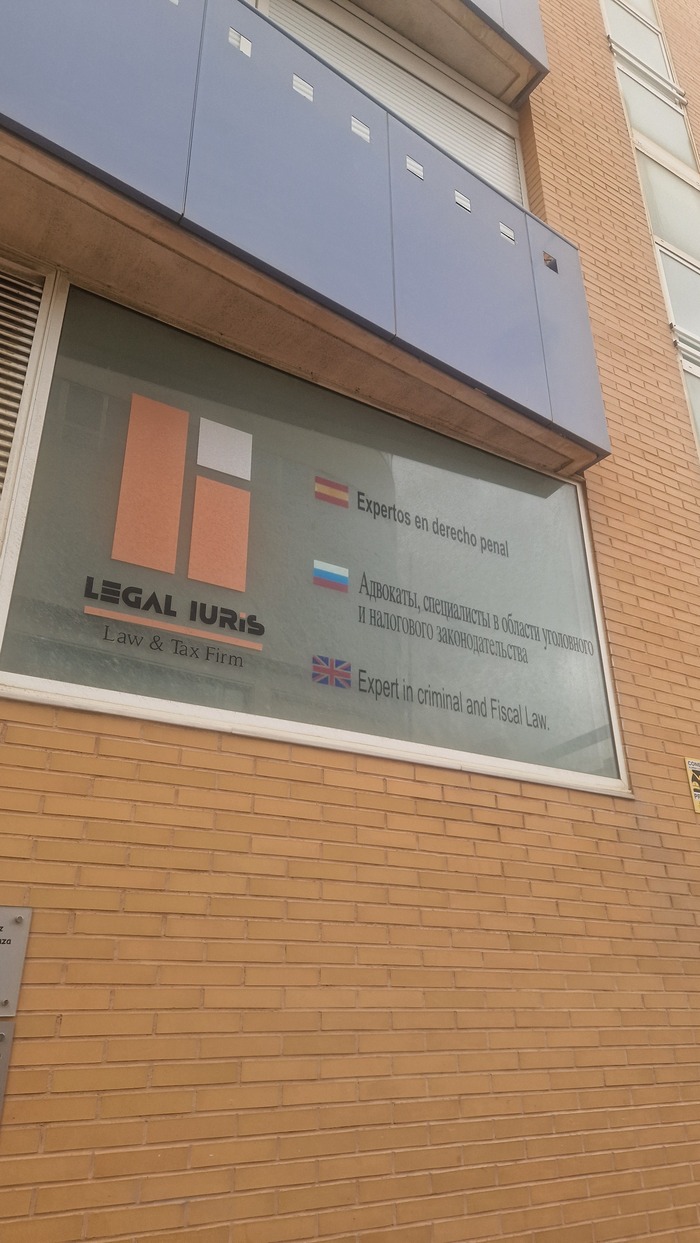 LEGAL IURIS
Law & Tax Firm
Expertos en derecho penal
Адвокаты, специалисты в области уголовного
и налогового законодательства
Expert in criminal and Fiscal Law.